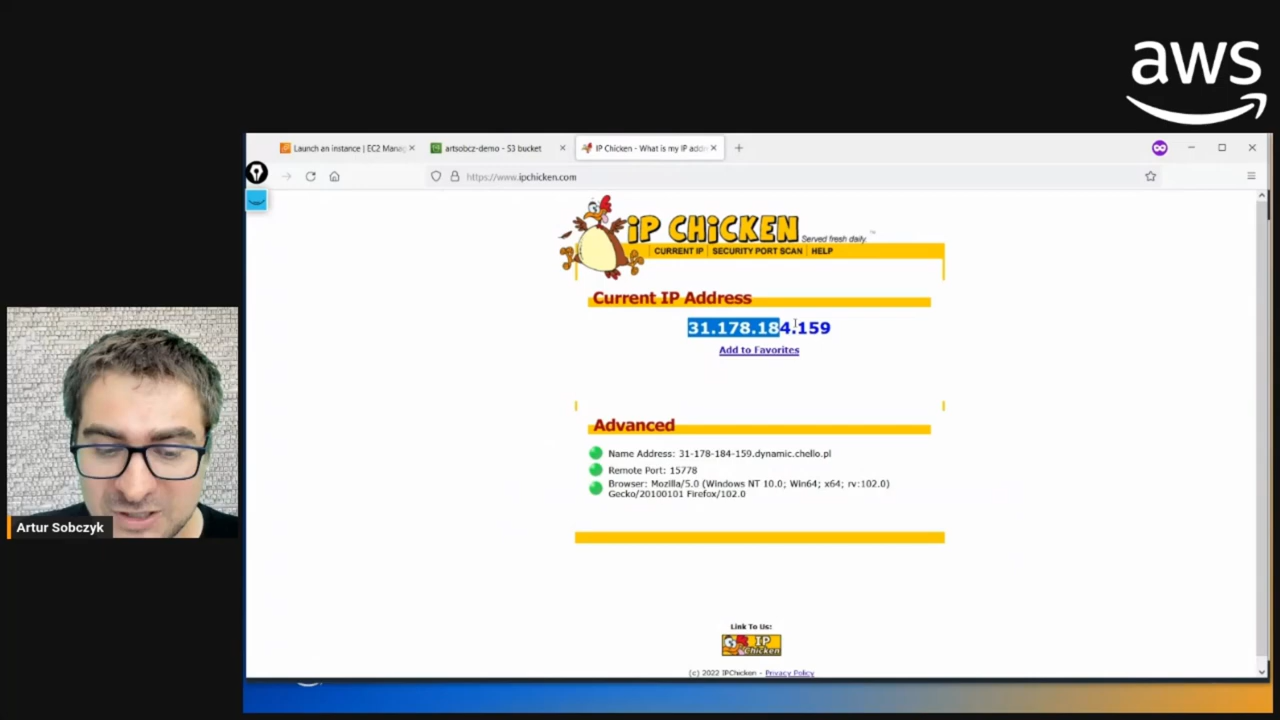 aws
Launch an instance | EC2 Manag
artsobcz-demo - S3 bucket
IP Chicken - What is my IP addr
https://www.ipchicken.com
iP CHiCKEN
Served fresh daily.
™
CURRENT IP | SECURITY PORT SCAN | HELP
Current IP Address
31.178.184.159
Add to Favorites
Advanced
Name Address: 31-178-184-159.dynamic.chello.pl
Remote Port: 15778
Browser: Mozilla/5.0 (Windows NT 10.0; Win64; x64; rv:102.0)
Gecko/20100101 Firefox/102.0
Artur Sobczyk
Link To Us:
IP
Chicken
(c) 2022 IPChicken - Privacy Policy